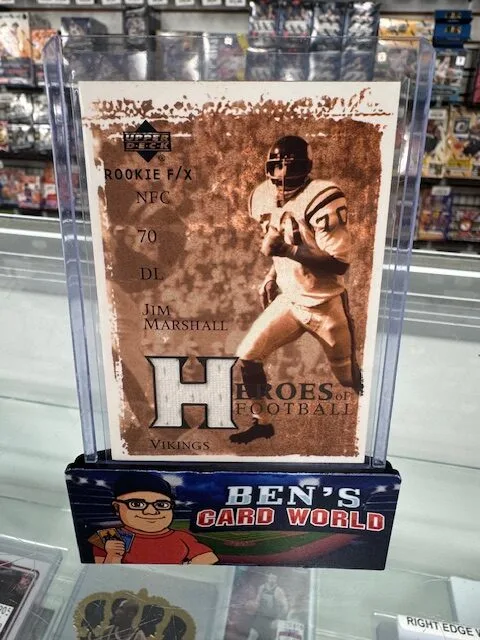 UPPER
DECK
ROOKIE F/X
NFC
70
DL
JIM
MARSHALL
70
HEROES OF
FOOTBALL
VIKINGS
BEN'S
CARD WORLD
RIGHT EDGE